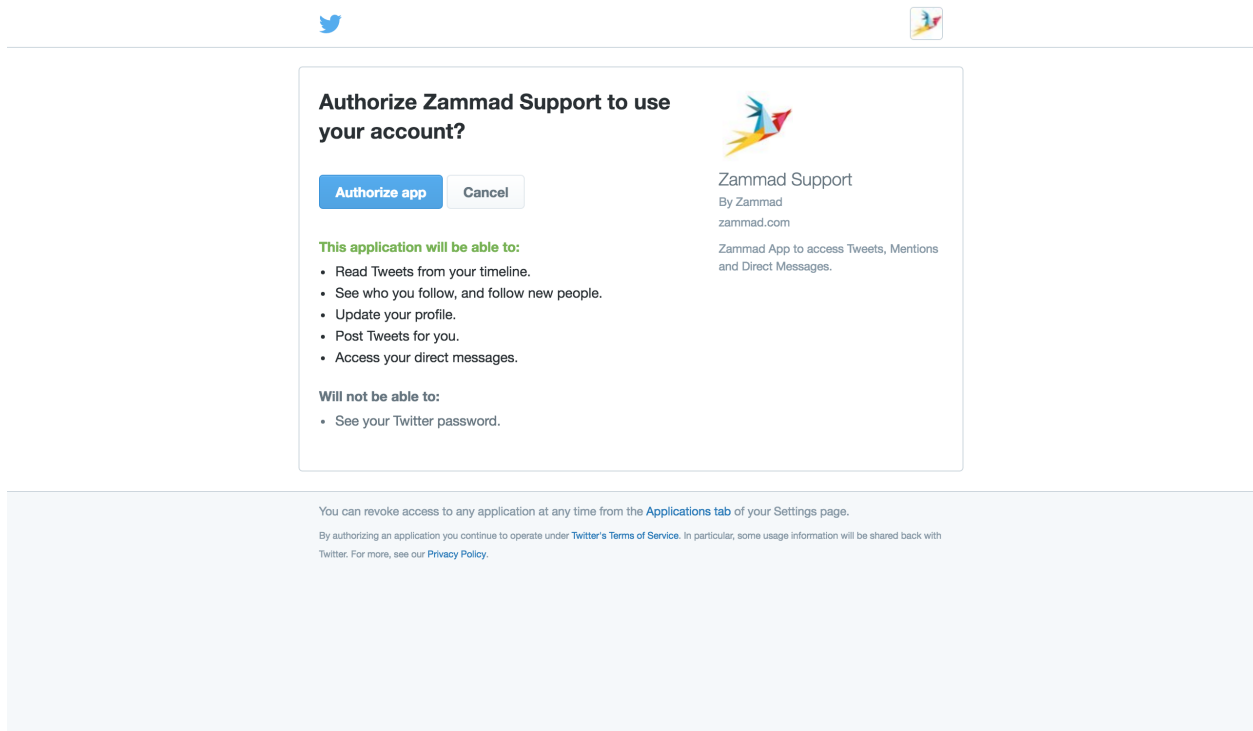 Authorize Zammad Support to use
your account?
Authorize app
Cancel
This application will be able to:
• Read Tweets from your timeline.
• See who you follow, and follow new people.
• Update your profile.
• Post Tweets for you.
• Access your direct messages.
Will not be able to:
• See your Twitter password.
Zammad Support
By Zammad
zammad.com
Zammad App to access Tweets, Mentions
and Direct Messages.
You can revoke access to any application at any time from the Applications tab of your Settings page.
By authorizing an application you continue to operate under Twitter's Terms of Service. In particular, some usage information will be shared back with
Twitter. For more, see our Privacy Policy.